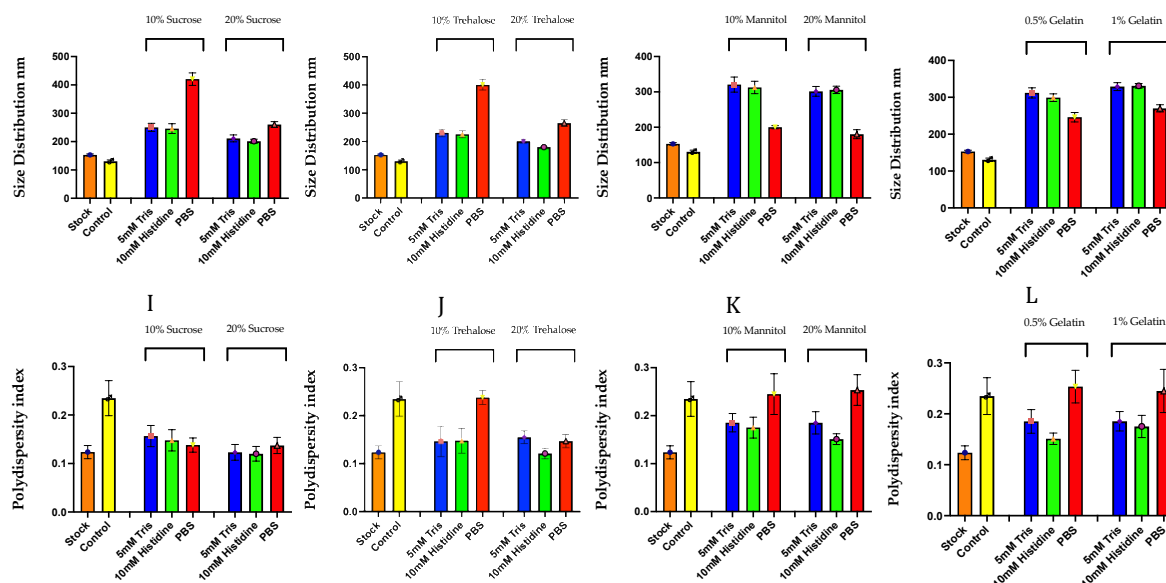 10% Sucrose
20% Sucrose
Size Distribution nm
500
400
300
200
100
0
Stock
Control
5mM Tris
10mM Histidine
PBS
5mM Tris
10mM Histidine
PBS
10% Trehalose
20% Trehalose
Size Distribution nm
500
400
300
200
100
0
Stock
Control
5mM Tris
10mM Histidine
PBS
5mM Tris
10mM Histidine
PBS
10% Mannitol
20% Mannitol
Size Distribution nm
400
300
200
100
0
Stock
Control
5mM Tris
10mM Histidine
PBS
5mM Tris
10mM Histidine
PBS
0.5% Gelatin
1% Gelatin
Size Distribution nm
400
300
200
100
0
Stock
Control
5mM Tris
10mM Histidine
PBS
5mM Tris
10mM Histidine
PBS
I
10% Sucrose
20% Sucrose
Polydispersity index
0.3
0.2
0.1
0.0
Stock
Control
5mM Tris
10mM Histidine
PBS
5mM Tris
10mM Histidine
PBS
J
10% Trehalose
20% Trehalose
Polydispersity index
0.3
0.2
0.1
0.0
Stock
Control
5mM Tris
10mM Histidine
PBS
5mM Tris
10mM Histidine
PBS
K
10% Mannitol
20% Mannitol
Polydispersity index
0.3
0.2
0.1
0.0
Stock
Control
5mM Tris
10mM Histidine
PBS
5mM Tris
10mM Histidine
PBS
L
0.5% Gelatin
1% Gelatin
Polydispersity index
0.3
0.2
0.1
0.0
Stock
Control
5mM Tris
10mM Histidine
PBS
5mM Tris
10mM Histidine
PBS